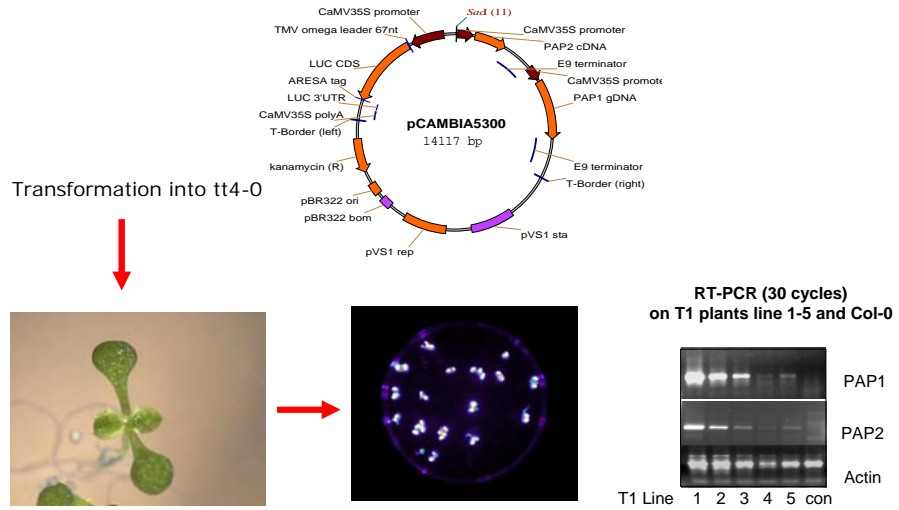 CaMV35S promoter
SacI (11)
TMV omega leader 67nt
CaMV35S promoter
PAP2 cDNA
LUC CDS
E9 terminator
ARESA tag
CaMV35S promote
LUC 3'UTR
PAP1 gDNA
CaMV35S polyA
T-Border (left)
pCAMBIA5300
14117 bp
kanamycin (R)
E9 terminator
T-Border (right)
pBR322 ori
pBR322 bom
pVS1 sta
pVS1 rep
Transformation into tt4-0
RT-PCR (30 cycles)
on T1 plants line 1-5 and Col-0
PAP1
PAP2
Actin
T1 Line 1 2 3 4 5 con